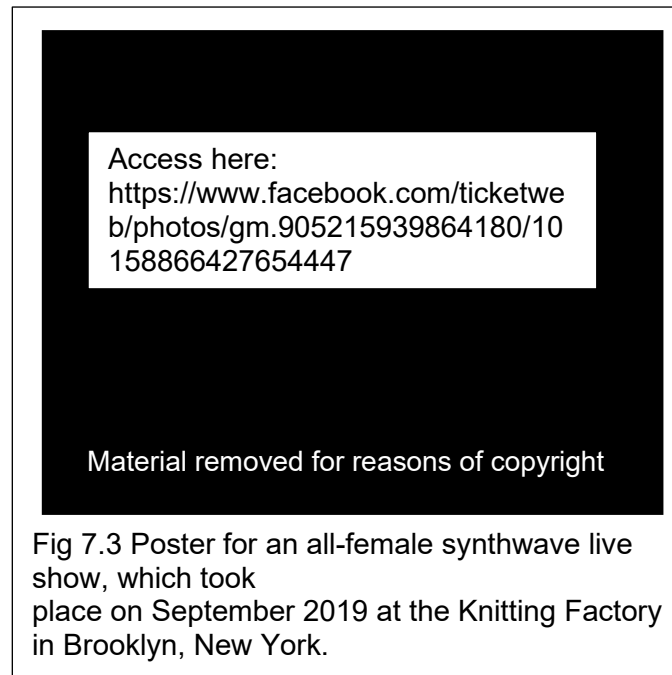 Access here:
https://www.facebook.com/ticketwe
b/photos/gm.905215939864180/10
158866427654447
Material removed for reasons of copyright
Fig 7.3 Poster for an all-female synthwave live
show, which took
place on September 2019 at the Knitting Factory
in Brooklyn, New York.